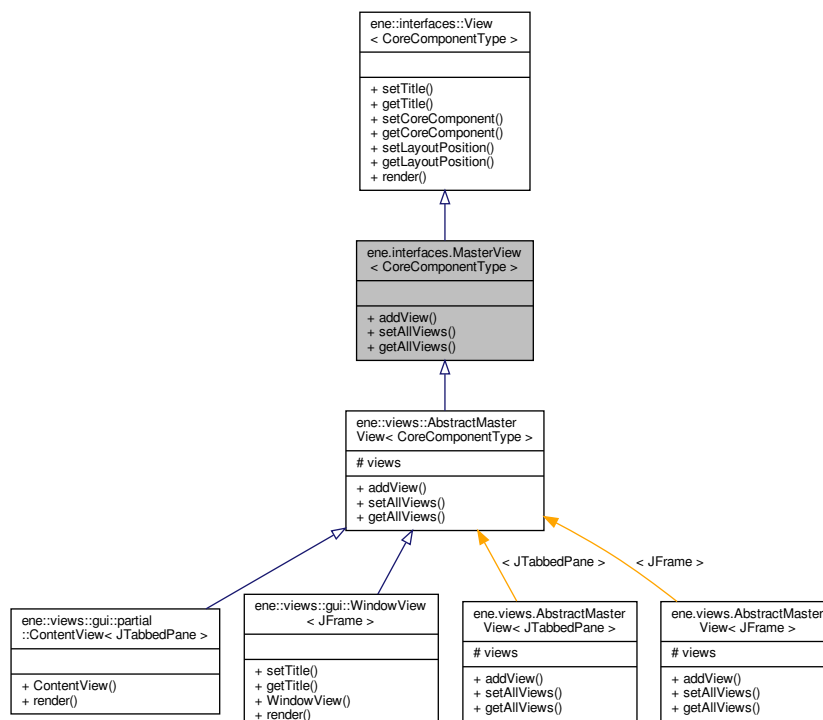 ene::interfaces::View
< CoreComponentType >
+ setTitle()
+ getTitle()
+ setCoreComponent()
+ getCoreComponent()
+ setLayoutPosition()
+ getLayoutPosition()
+ render()
ene.interfaces.MasterView
< CoreComponentType >
+ addView()
+ setAllViews()
+ getAllViews()
ene::views::AbstractMaster
View< CoreComponentType >
# views
+ addView()
+ setAllViews()
+ getAllViews()
< JTabbedPane >
< JFrame >
ene::views::gui::partial
::ContentView< JTabbedPane >
+ ContentView()
+ render()
ene::views::gui::WindowView
< JFrame >
+ setTitle()
+ getTitle()
+ WindowView()
+ render()
ene.views.AbstractMaster
View< JTabbedPane >
# views
+ addView()
+ setAllViews()
+ getAllViews()
ene.views.AbstractMaster
View< JFrame >
# views
+ addView()
+ setAllViews()
+ getAllViews()